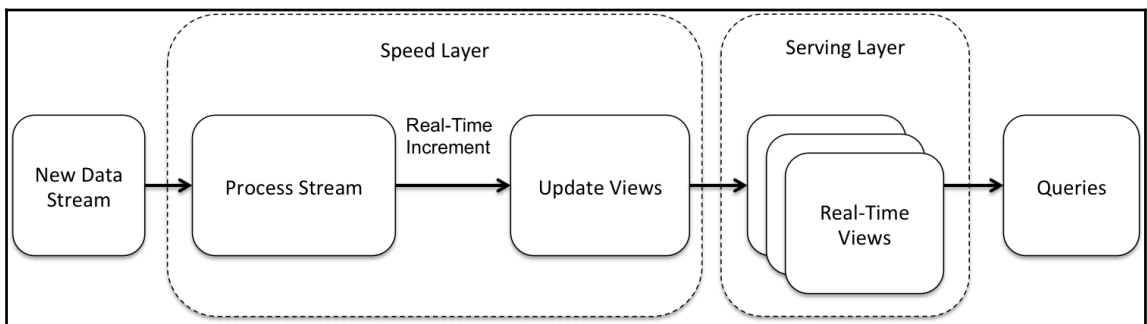 Speed Layer
Serving Layer
New Data
Stream
Process Stream
Real-Time
Increment
Update Views
Real-Time
Views
Queries